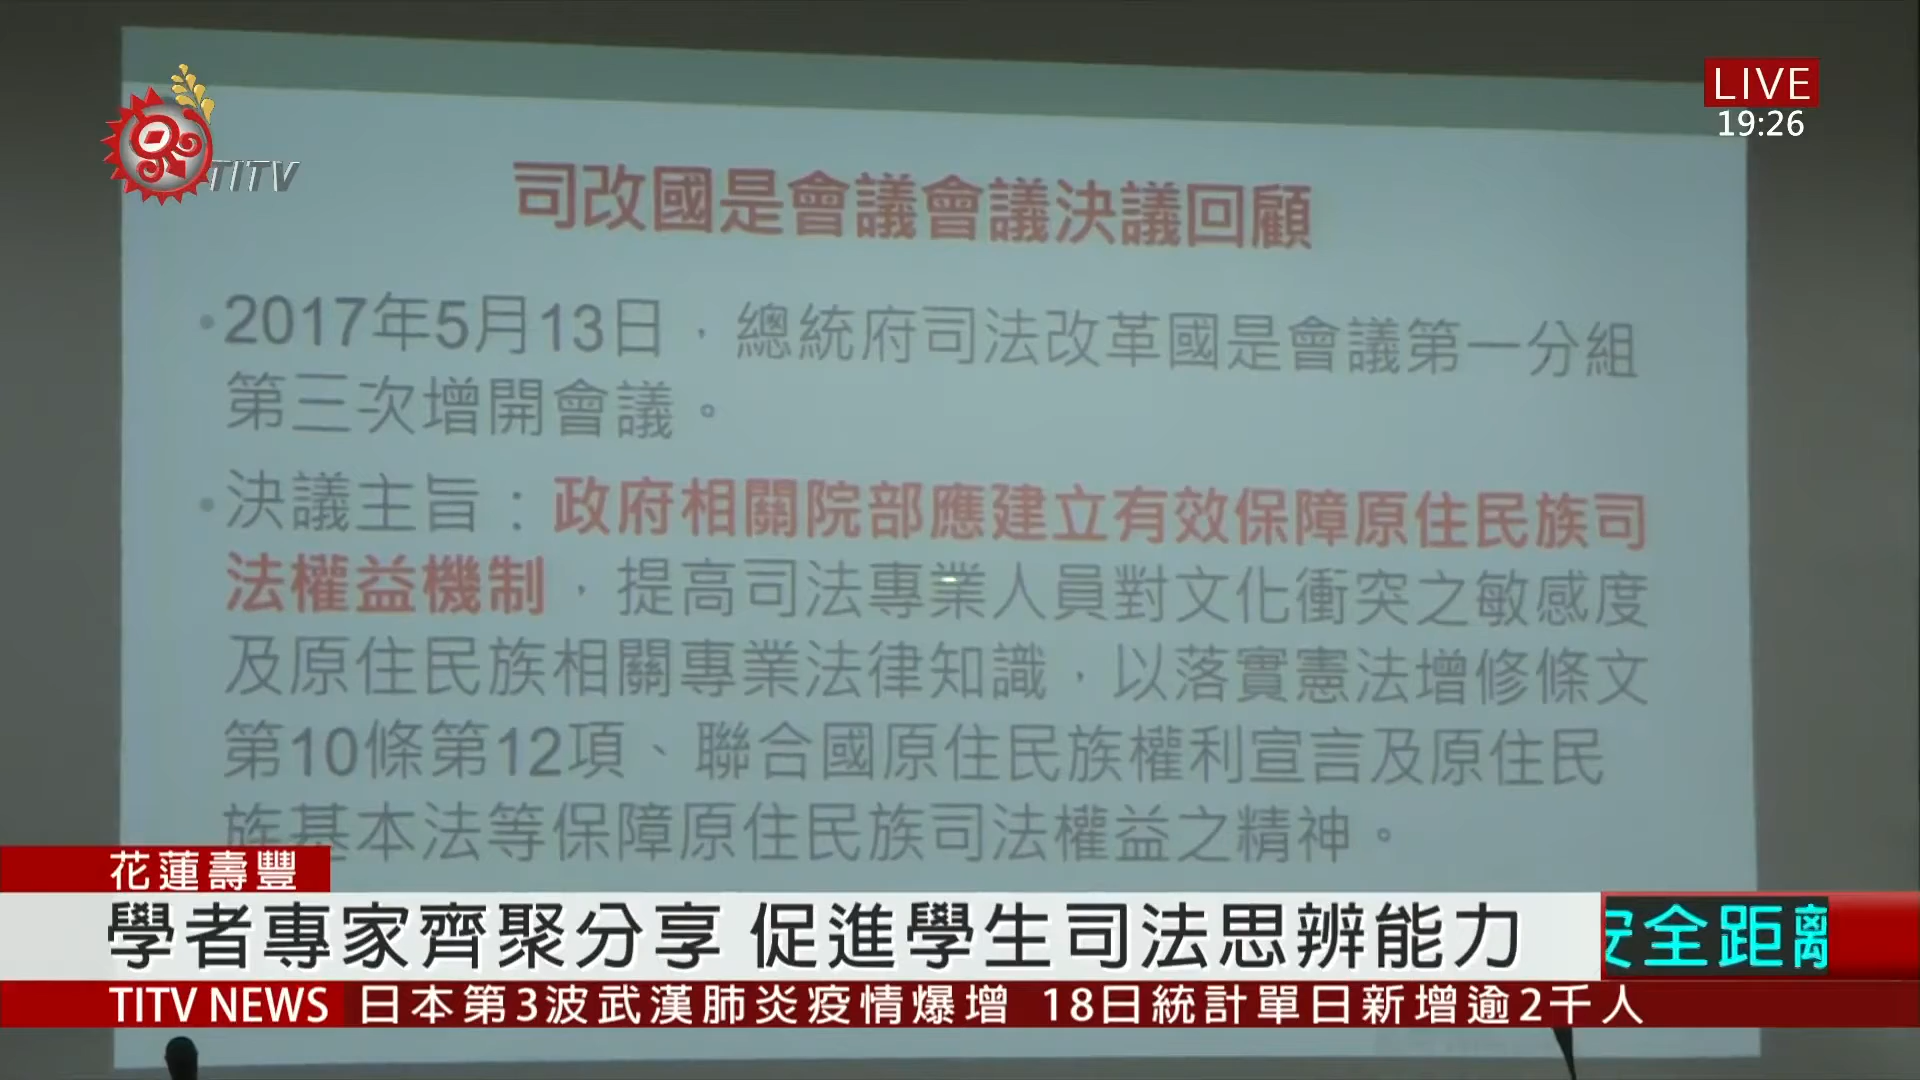 LIVE
19:26
TITV
司改國是會議會議決議回顧
•2017年5月13日，總統府司法改革國是會議第一分組
第三次增開會議。
•決議主旨：政府相關院部應建立有效保障原住民族司
法權益機制，提高司法專業人員對文化衝突之敏感度
及原住民族相關專業法律知識，以落實憲法增修條文
第10條第12項、聯合國原住民族權利宣言及原住民
族基本法等保障原住民族司法權益之精神。
花蓮壽豐
學者專家齊聚分享 促進學生司法思辨能力
安全距離
TITV NEWS 日本第3波武漢肺炎疫情爆增 18日統計單日新增逾2千人